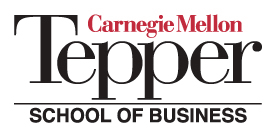 Carnegie Mellon
Tepper
SCHOOL OF BUSINESS